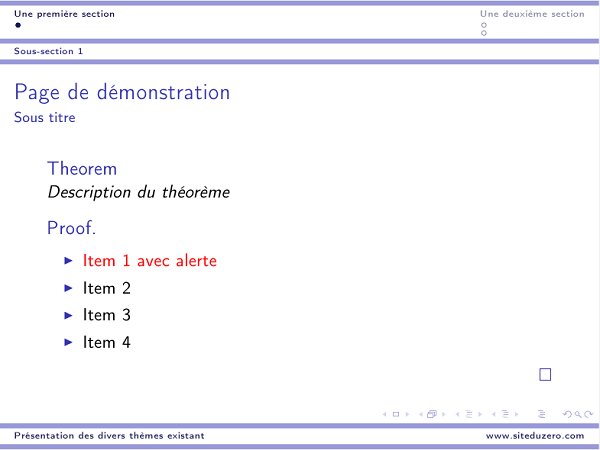 Une première section
Une deuxième section
Sous-section 1
Page de démonstration
Sous titre
Theorem
Description du théorème
Proof.
Item 1 avec alerte
Item 2
Item 3
Item 4
Présentation des divers thèmes existant
www.siteduzero.com